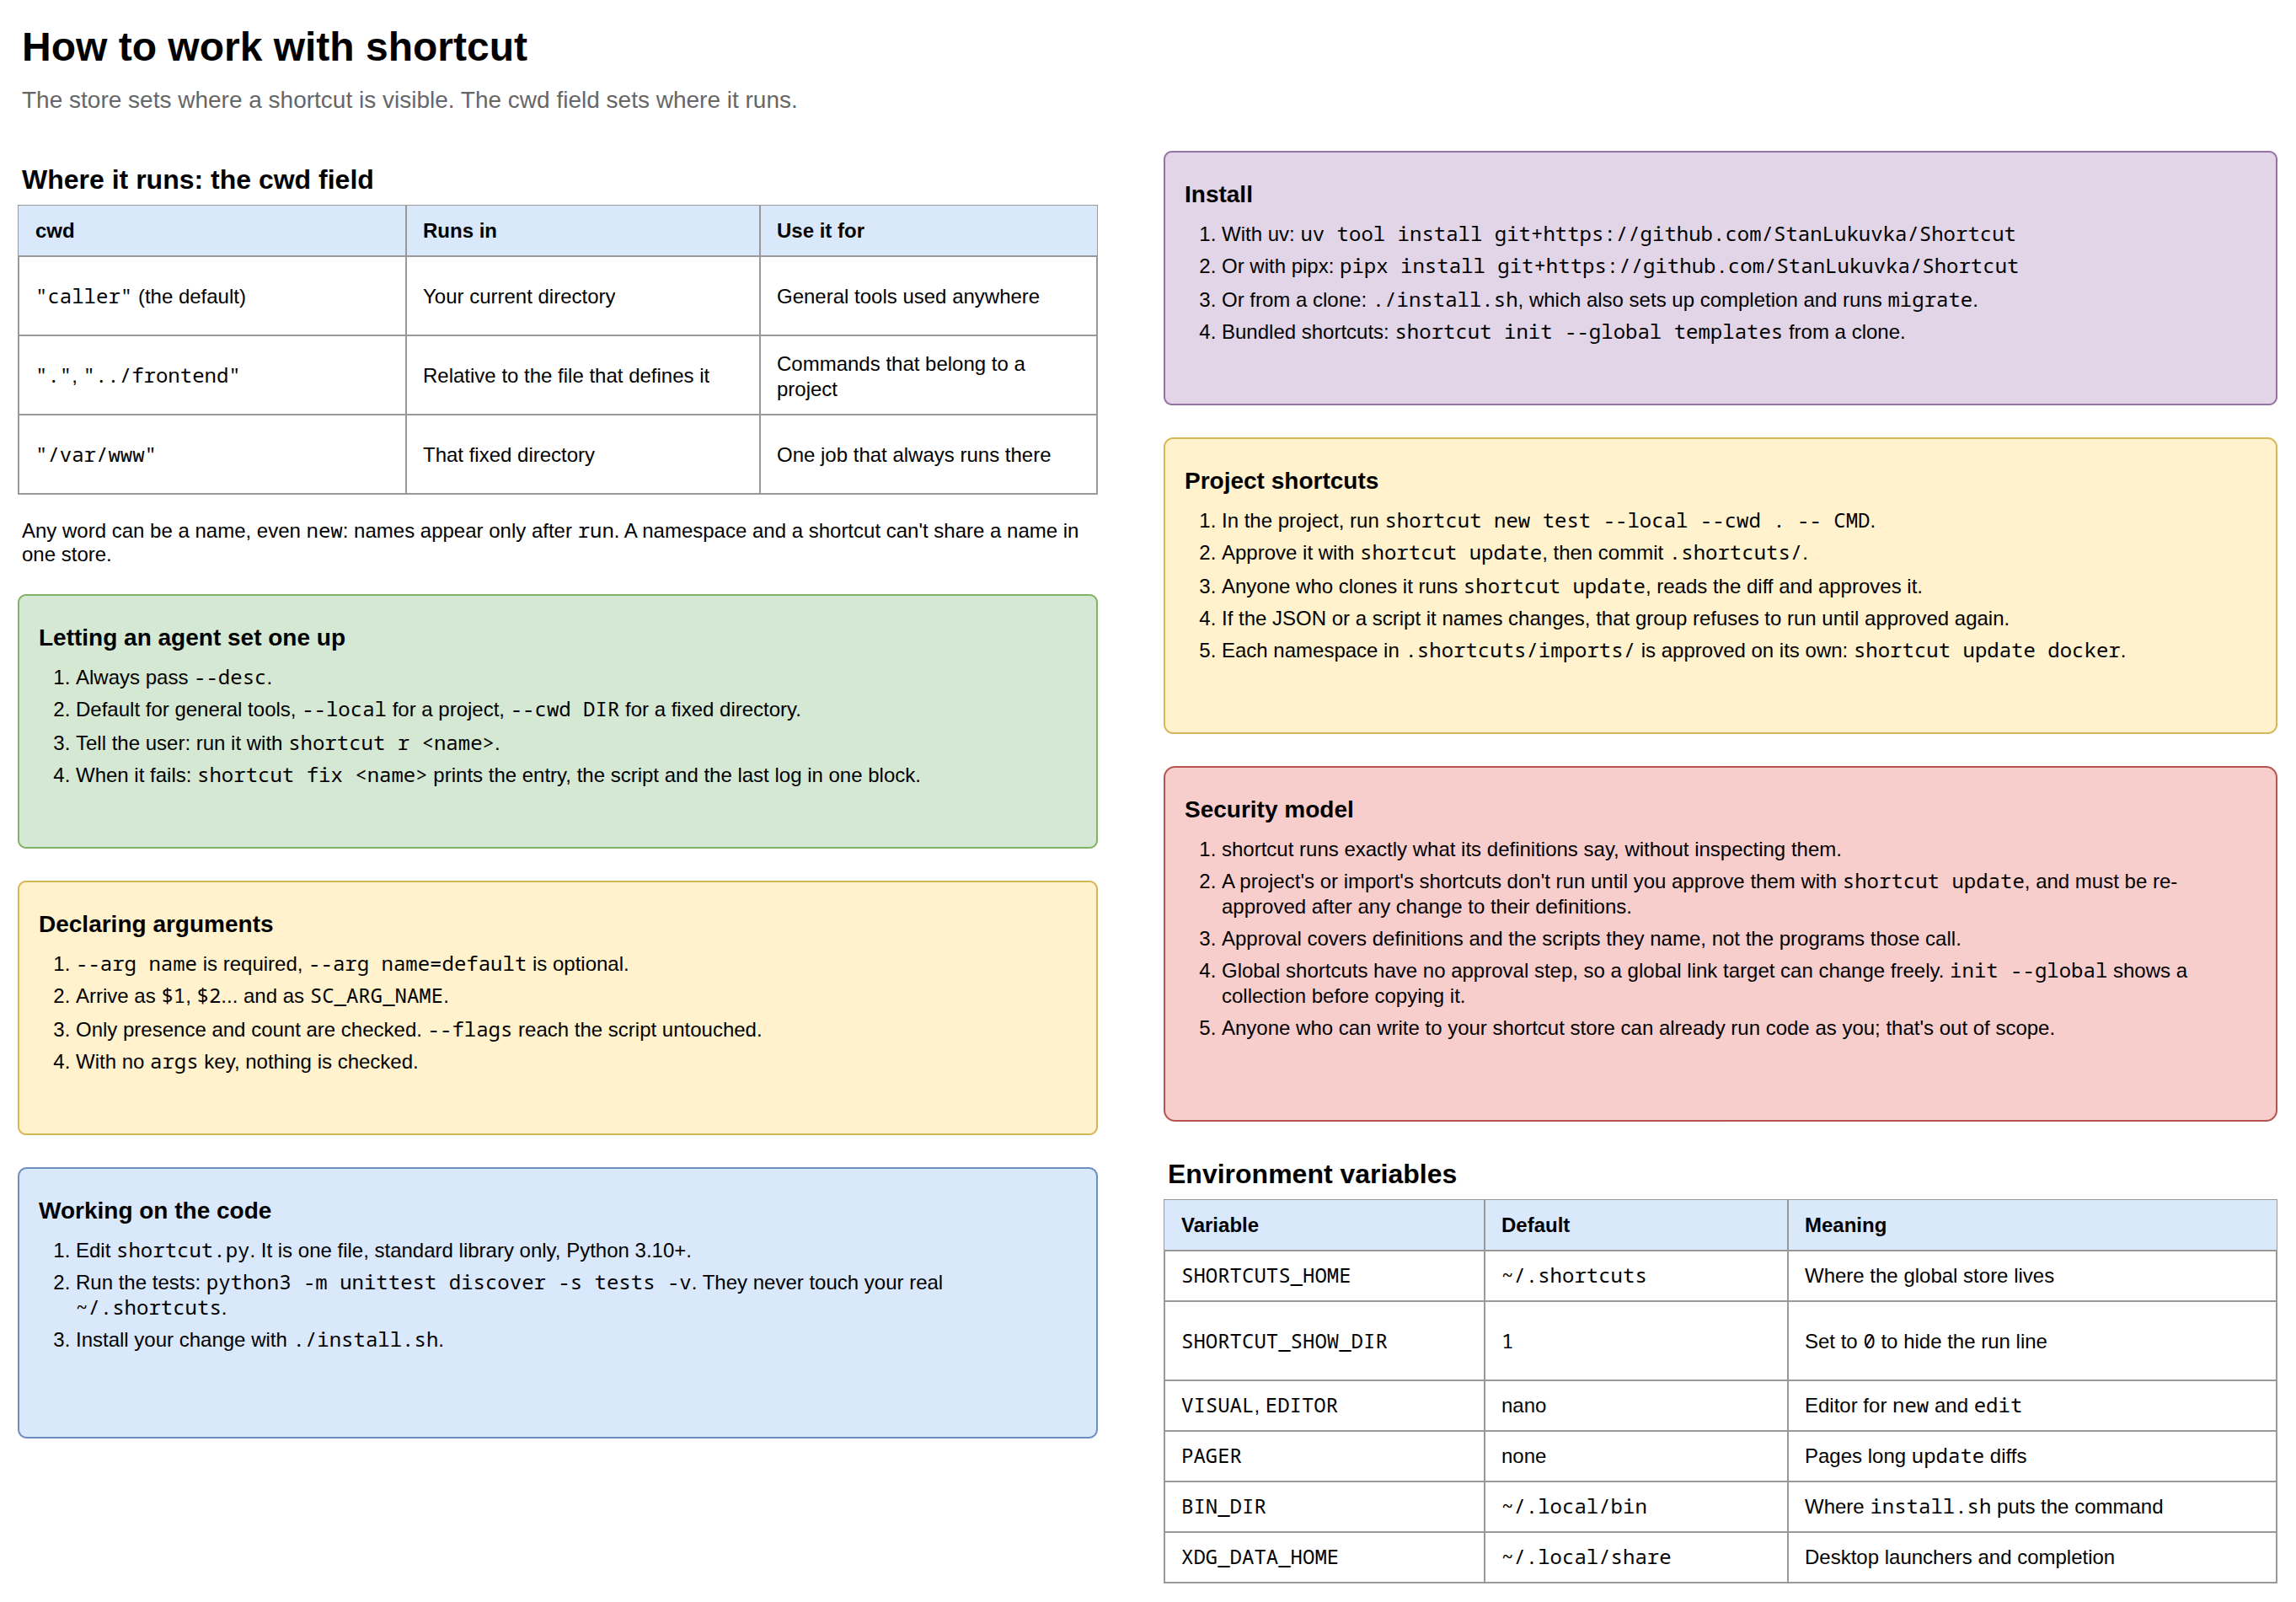 How to work with shortcut
The store sets where a shortcut is visible. The cwd field sets where it runs.
Where it runs: the cwd field
cwd Runs in Use it for
"caller" (the default) Your current directory General tools used anywhere
".", "../frontend" Relative to the file that defines it Commands that belong to a
project
"/var/www" That fixed directory One job that always runs there
Any word can be a name, even new: names appear only after run. A namespace and a shortcut can't share a name in
one store.
Letting an agent set one up
1. Always pass --desc.
2. Default for general tools, --local for a project, --cwd DIR for a fixed directory.
3. Tell the user: run it with shortcut r <name>.
4. When it fails: shortcut fix <name> prints the entry, the script and the last log in one block.
Declaring arguments
1. --arg name is required, --arg name=default is optional.
2. Arrive as $1, $2... and as SC_ARG_NAME.
3. Only presence and count are checked. --flags reach the script untouched.
4. With no args key, nothing is checked.
Working on the code
1. Edit shortcut.py. It is one file, standard library only, Python 3.10+.
2. Run the tests: python3 -m unittest discover -s tests -v. They never touch your real
~/.shortcuts.
3. Install your change with ./install.sh.
Install
1. With uv: uv tool install git+https://github.com/StanLukuvka/Shortcut
2. Or with pipx: pipx install git+https://github.com/StanLukuvka/Shortcut
3. Or from a clone: ./install.sh, which also sets up completion and runs migrate.
4. Bundled shortcuts: shortcut init --global templates from a clone.
Project shortcuts
1. In the project, run shortcut new test --local --cwd . -- CMD.
2. Approve it with shortcut update, then commit .shortcuts/.
3. Anyone who clones it runs shortcut update, reads the diff and approves it.
4. If the JSON or a script it names changes, that group refuses to run until approved again.
5. Each namespace in .shortcuts/imports/ is approved on its own: shortcut update docker.
Security model
1. shortcut runs exactly what its definitions say, without inspecting them.
2. A project's or import's shortcuts don't run until you approve them with shortcut update, and must be re-
approved after any change to their definitions.
3. Approval covers definitions and the scripts they name, not the programs those call.
4. Global shortcuts have no approval step, so a global link target can change freely. init --global shows a
collection before copying it.
5. Anyone who can write to your shortcut store can already run code as you; that's out of scope.
Environment variables
Variable Default Meaning
SHORTCUTS_HOME ~/.shortcuts Where the global store lives
SHORTCUT_SHOW_DIR 1 Set to 0 to hide the run line
VISUAL, EDITOR nano Editor for new and edit
PAGER none Pages long update diffs
BIN_DIR ~/.local/bin Where install.sh puts the command
XDG_DATA_HOME ~/.local/share Desktop launchers and completion